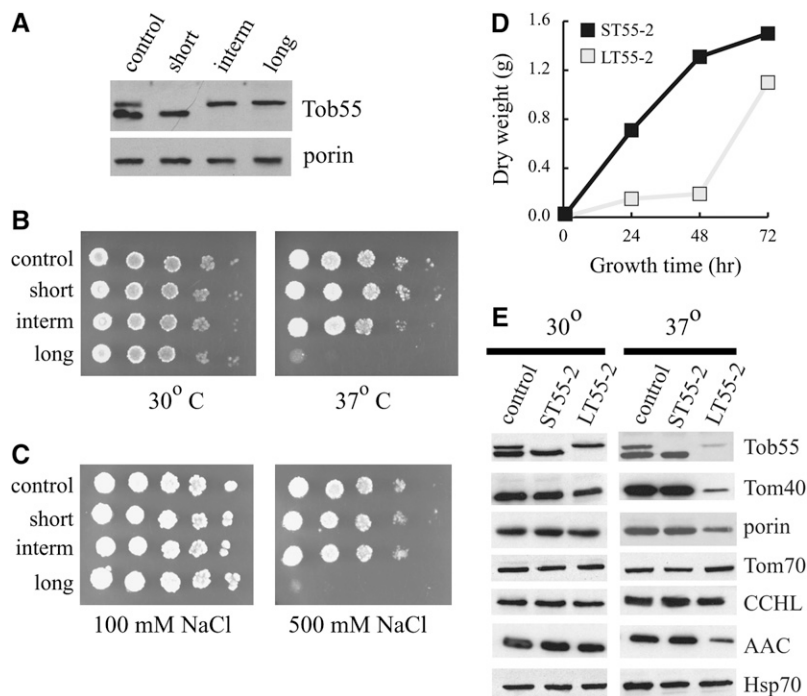 A
control
short
interm
long
Tob55
porin
B
control
short
interm
long
30° C
37° C
C
control
short
interm
long
100 mM NaCl
500 mM NaCl
D
ST55-2
LT55-2
Dry weight (g)
1.6
1.2
0.8
0.4
0.0
0
24
48
72
Growth time (hr)
E
30°
37°
control
ST55-2
LT55-2
control
ST55-2
LT55-2
Tob55
Tom40
porin
Tom70
CCHL
AAC
Hsp70